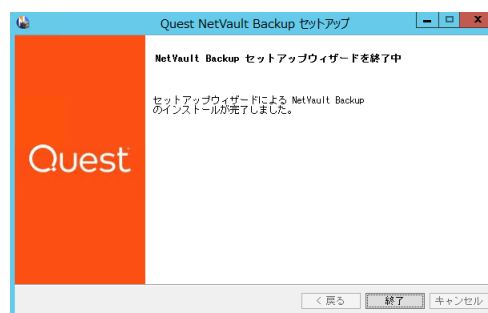 Quest NetVault Backup セットアップ
NetVault Backup セットアップウィザードを終了中
セットアップウィザードによる NetVault Backup
のインストールが完了しました。
Quest
< 戻る
終了
キャンセル